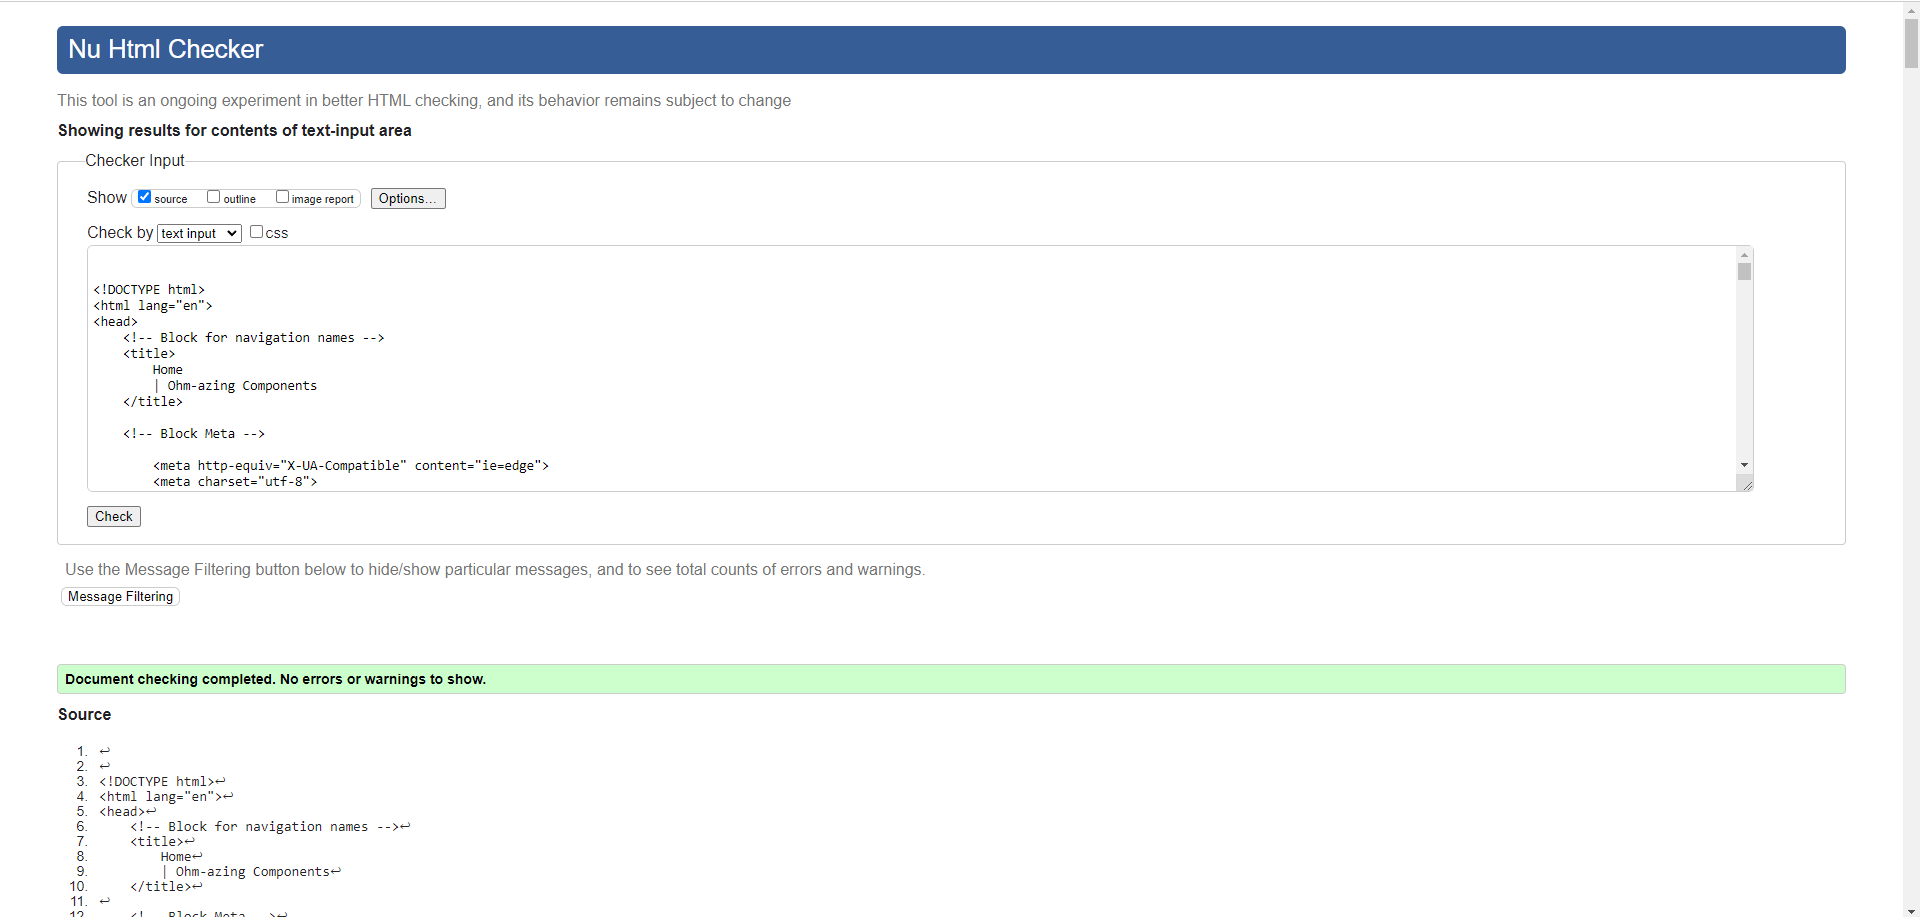 Nu Html Checker
This tool is an ongoing experiment in better HTML checking, and its behavior remains subject to change
Showing results for contents of text-input area
Checker Input
Show source outline image report Options...
Check by text input css
<!DOCTYPE html>
<html lang="en">
<head>
    <!-- Block for navigation names -->
    <title>
        Home
        | Ohm-azing Components
    </title>
    <!-- Block Meta -->
        <meta http-equiv="X-UA-Compatible" content="ie=edge">
        <meta charset="utf-8">
Check
Use the Message Filtering button below to hide/show particular messages, and to see total counts of errors and warnings.
Message Filtering
Document checking completed. No errors or warnings to show.
Source
1. ↩
2. ↩
3. <!DOCTYPE html>↩
4. <html lang="en">↩
5. <head>↩
6.     <!-- Block for navigation names -->↩
7.     <title>↩
8.         Home↩
9.         | Ohm-azing Components↩
10.     </title>↩
11. ↩
12.     <!-- Block Meta -->↩